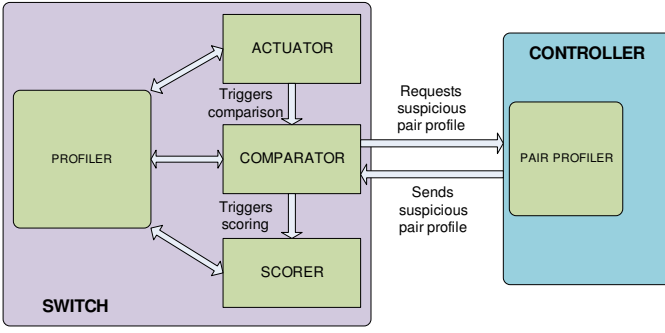 ACTUATOR
CONTROLLER
Triggers
comparison
Requests
suspicious
pair profile
PROFILER
COMPARATOR
PAIR PROFILER
Triggers
scoring
Sends
suspicious
pair profile
SCORER
SWITCH